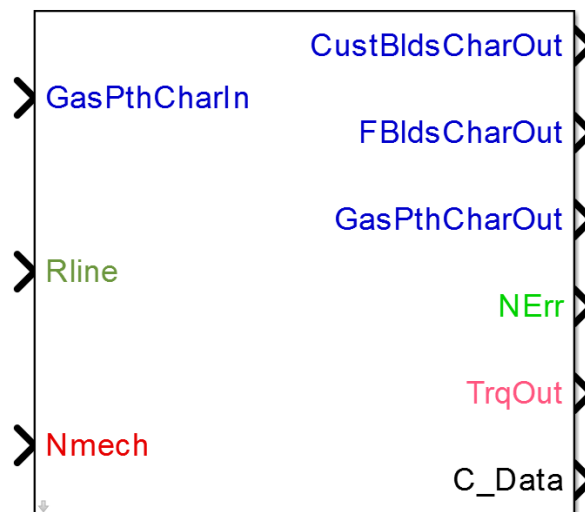 CustBldsCharOut
GasPthCharIn
FBldsCharOut
GasPthCharOut
Rline
NErr
TrqOut
Nmech
C_Data